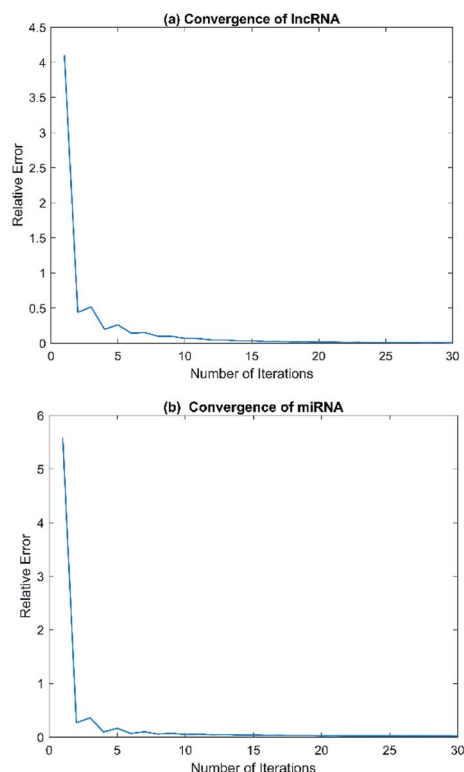 (a) Convergence of lncRNA
4.5
4
3.5
3
2.5
2
1.5
1
0.5
0
Relative Error
0 5 10 15 20 25 30
Number of Iterations
(b) Convergence of miRNA
6
5
4
3
2
1
0
Relative Error
0 5 10 15 20 25 30
Number of Iterations